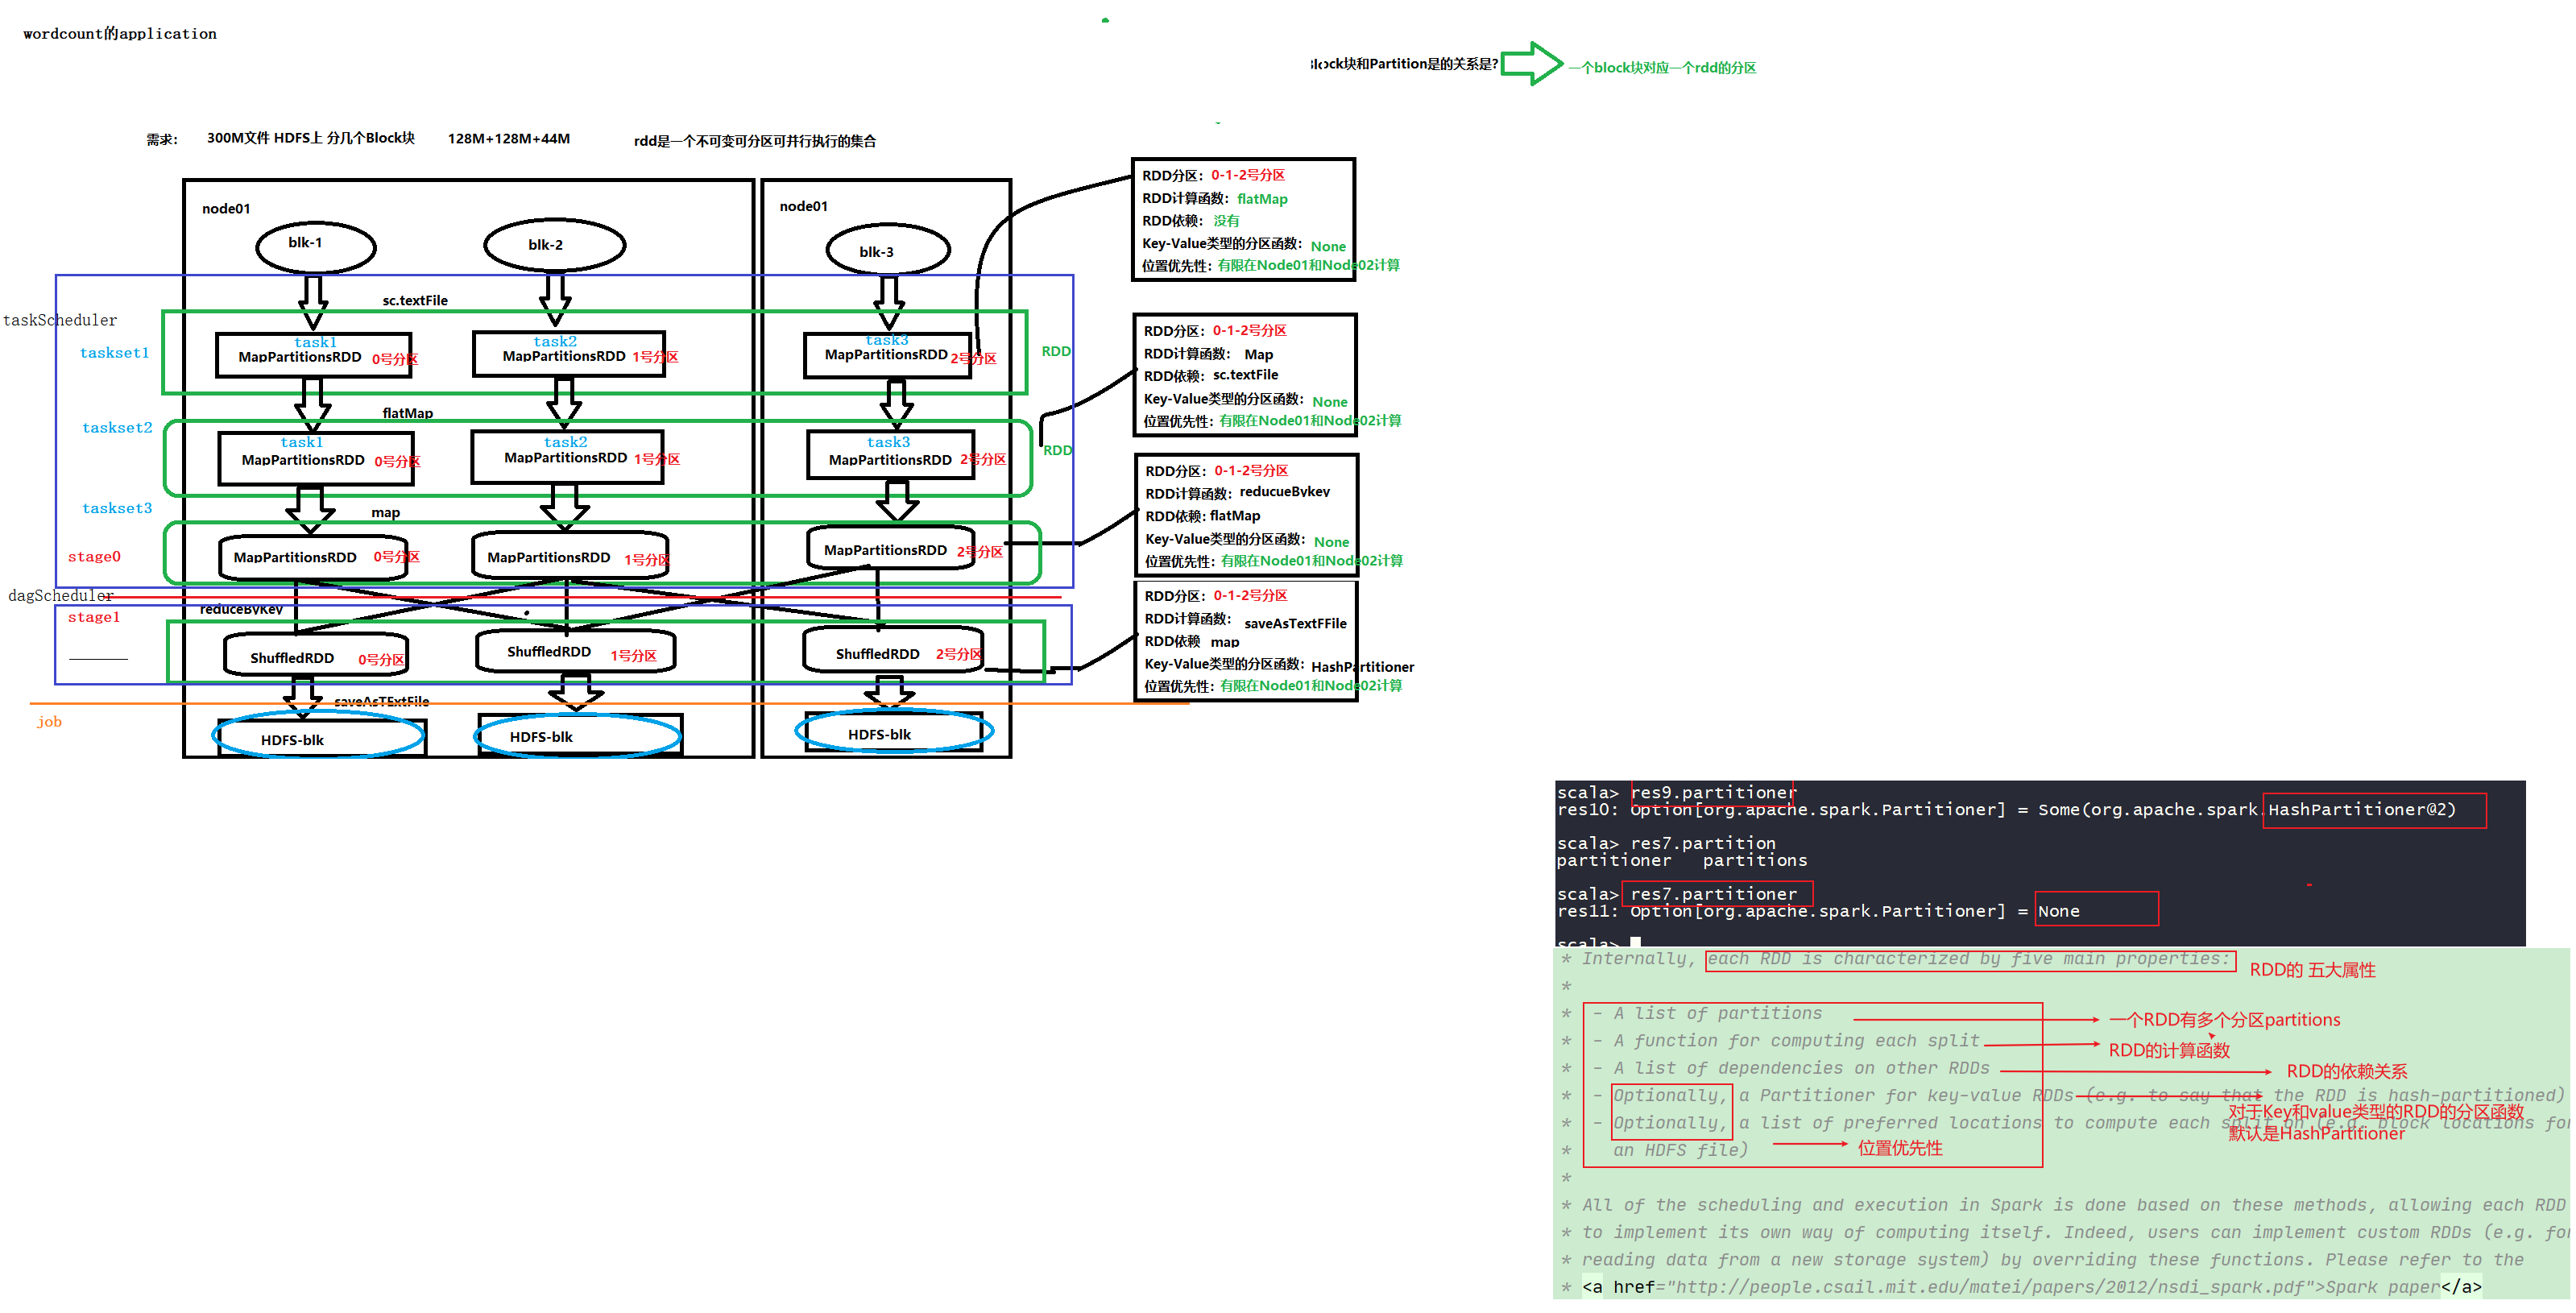 wordcount的application
Block块和Partition是的关系是?
一个block块对应一个rdd的分区
需求: 300M文件 HDFS上 分几个Block块 128M+128M+44M rdd是一个不可变可分区可并行执行的集合
node01
node01
blk-1
blk-2
blk-3
sc.textFile
taskScheduler
taskset1
task1
MapPartitionsRDD 0号分区
task2
MapPartitionsRDD 1号分区
task3
MapPartitionsRDD 2号分区
RDD
flatMap
taskset2
task1
MapPartitionsRDD 0号分区
task2
MapPartitionsRDD 1号分区
task3
MapPartitionsRDD 2号分区
RDD
taskset3
map
stage0
MapPartitionsRDD 0号分区
MapPartitionsRDD 1号分区
MapPartitionsRDD 2号分区
dagScheduler
reduceByKey
stage1
ShuffledRDD 0号分区
ShuffledRDD 1号分区
ShuffledRDD 2号分区
saveAsTExtFile
job
HDFS-blk
HDFS-blk
HDFS-blk
RDD分区: 0-1-2号分区
RDD计算函数: flatMap
RDD依赖: 没有
Key-Value类型的分区函数: None
位置优先性: 有限在Node01和Node02计算
RDD分区: 0-1-2号分区
RDD计算函数: Map
RDD依赖: sc.textFile
Key-Value类型的分区函数: None
位置优先性: 有限在Node01和Node02计算
RDD分区: 0-1-2号分区
RDD计算函数: reducueBykey
RDD依赖: flatMap
Key-Value类型的分区函数: None
位置优先性: 有限在Node01和Node02计算
RDD分区: 0-1-2号分区
RDD计算函数: saveAsTextFFile
RDD依赖 map
Key-Value类型的分区函数: HashPartitioner
位置优先性: 有限在Node01和Node02计算
scala> res9.partitioner
res10: Option[org.apache.spark.Partitioner] = Some(org.apache.spark.HashPartitioner@2)
scala> res7.partition
partitioner partitions
scala> res7.partitioner
res11: Option[org.apache.spark.Partitioner] = None
scala>
* Internally, each RDD is characterized by five main properties:
RDD的 五大属性
*
* - A list of partitions
一个RDD有多个分区partitions
* - A function for computing each split
RDD的计算函数
* - A list of dependencies on other RDDs
RDD的依赖关系
* - Optionally, a Partitioner for key-value RDDs (e.g. to say that the RDD is hash-partitioned)
对于Key和value类型的RDD的分区函数
* - Optionally, a list of preferred locations to compute each split on (e.g. block locations for
默认是HashPartitioner
* an HDFS file)
位置优先性
*
* All of the scheduling and execution in Spark is done based on these methods, allowing each RDD
* to implement its own way of computing itself. Indeed, users can implement custom RDDs (e.g. for
* reading data from a new storage system) by overriding these functions. Please refer to the
* <a href="http://people.csail.mit.edu/matei/papers/2012/nsdi_spark.pdf">Spark paper</a>